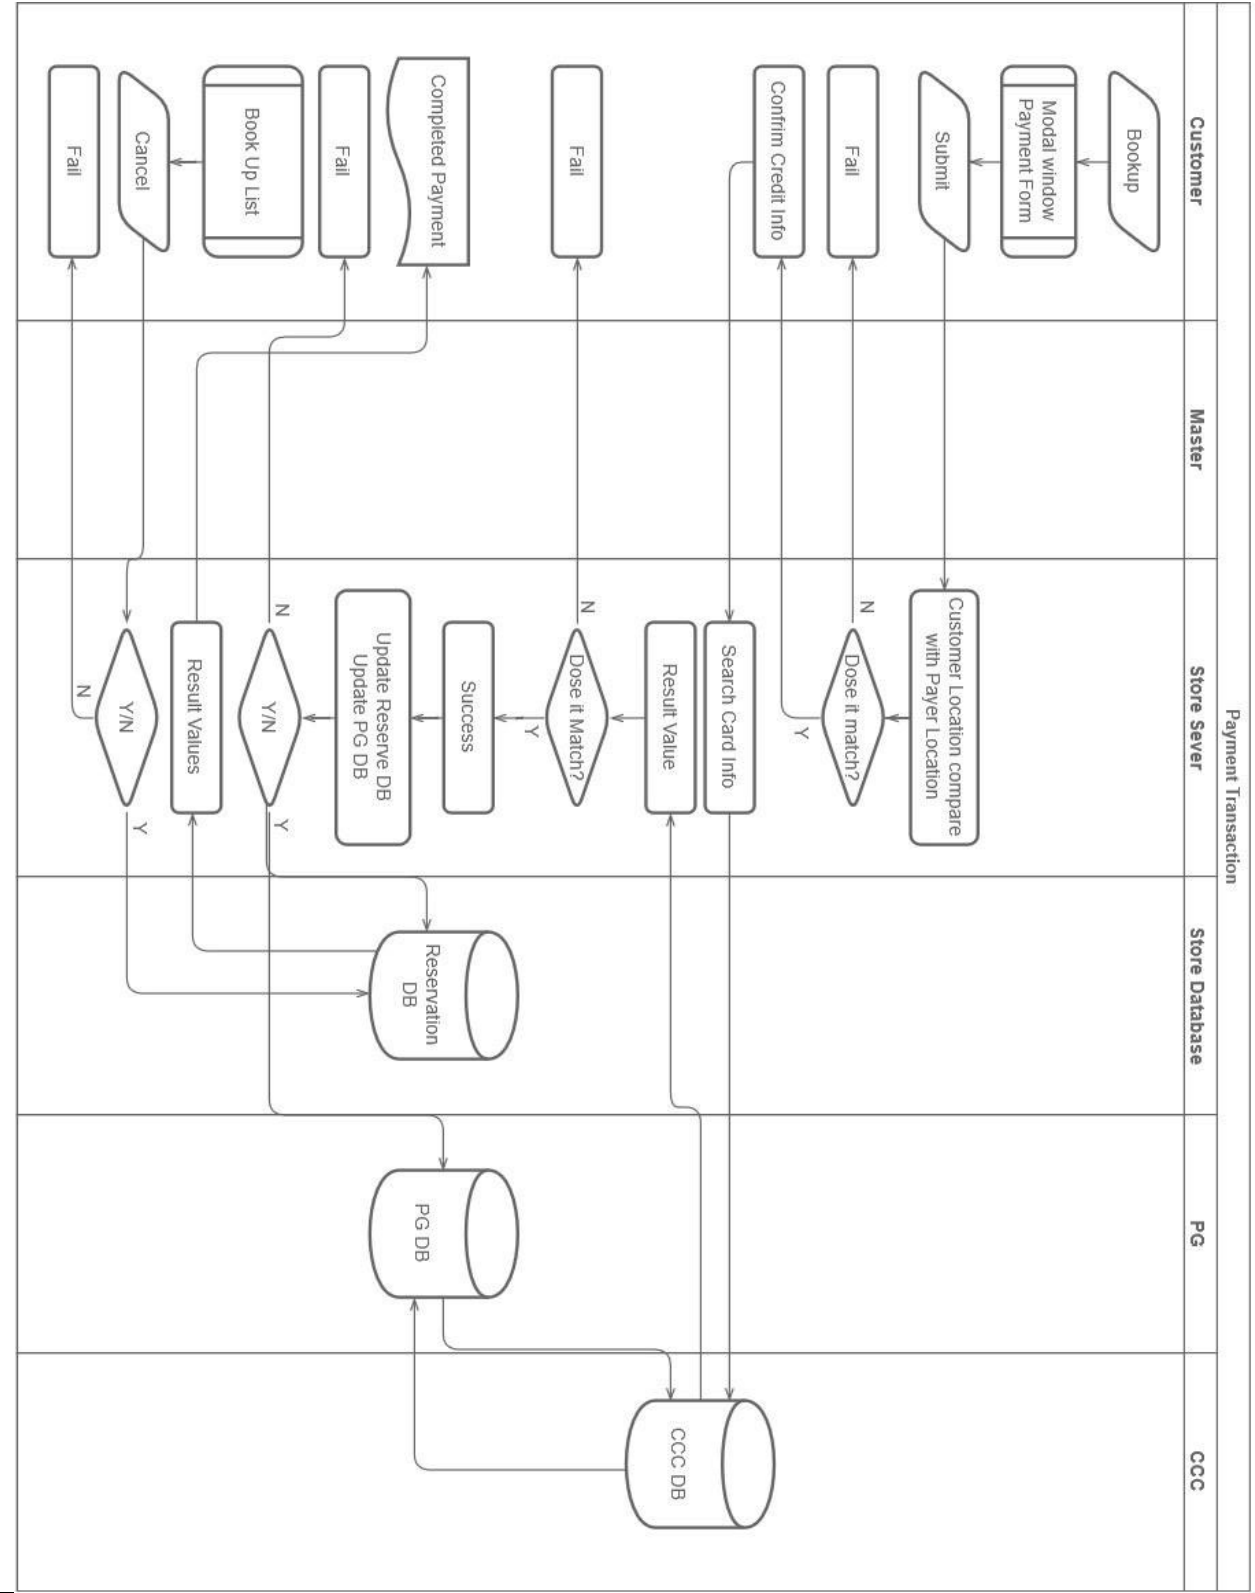 Payment Transaction
Customer
Master
Store Sever
Store Database
PG
CCC
Bookup
Modal window
Payment Form
Submit
Customer Location compare
with Payer Location
Dose it match?
N
Y
Fail
Confrim Credit Info
Search Card Info
CCC DB
Result Value
Dose it Match?
N
Y
Fail
Success
Completed Payment
Update Reserve DB
Update PG DB
Reservation
DB
PG DB
Fail
N
Y/N
Y
Book Up List
Result Values
Cancel
Y/N
Y
N
Fail